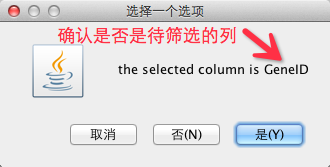 选择一个选项
确认是否是待筛选的列
the selected column is GeneID
取消
否(N)
是(Y)